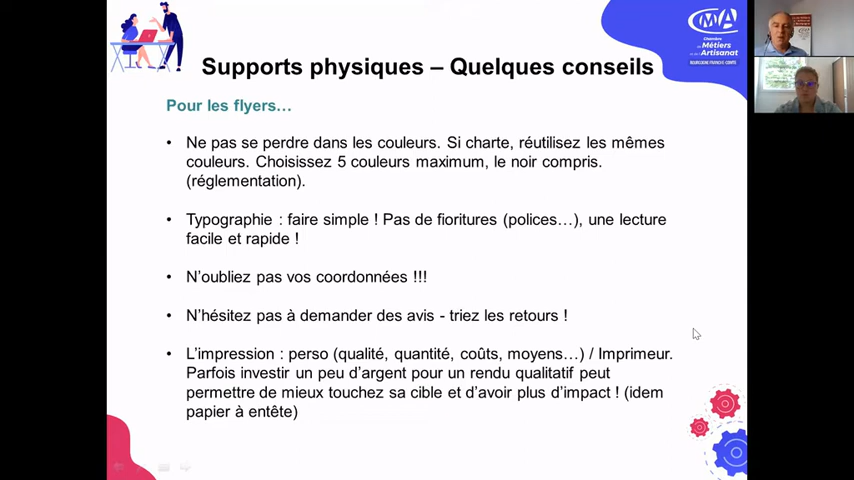 CMA
Chambre
de Métiers
et de l'Artisanat
BOURGOGNE-FRANCHE-COMTÉ
Supports physiques – Quelques conseils
Pour les flyers…
• Ne pas se perdre dans les couleurs. Si charte, réutilisez les mêmes
couleurs. Choisissez 5 couleurs maximum, le noir compris.
(réglementation).
• Typographie : faire simple ! Pas de fioritures (polices…), une lecture
facile et rapide !
• N’oubliez pas vos coordonnées !!!
• N’hésitez pas à demander des avis - triez les retours !
• L’impression : perso (qualité, quantité, coûts, moyens…) / Imprimeur.
Parfois investir un peu d’argent pour un rendu qualitatif peut
permettre de mieux touchez sa cible et d’avoir plus d’impact ! (idem
papier à entête)